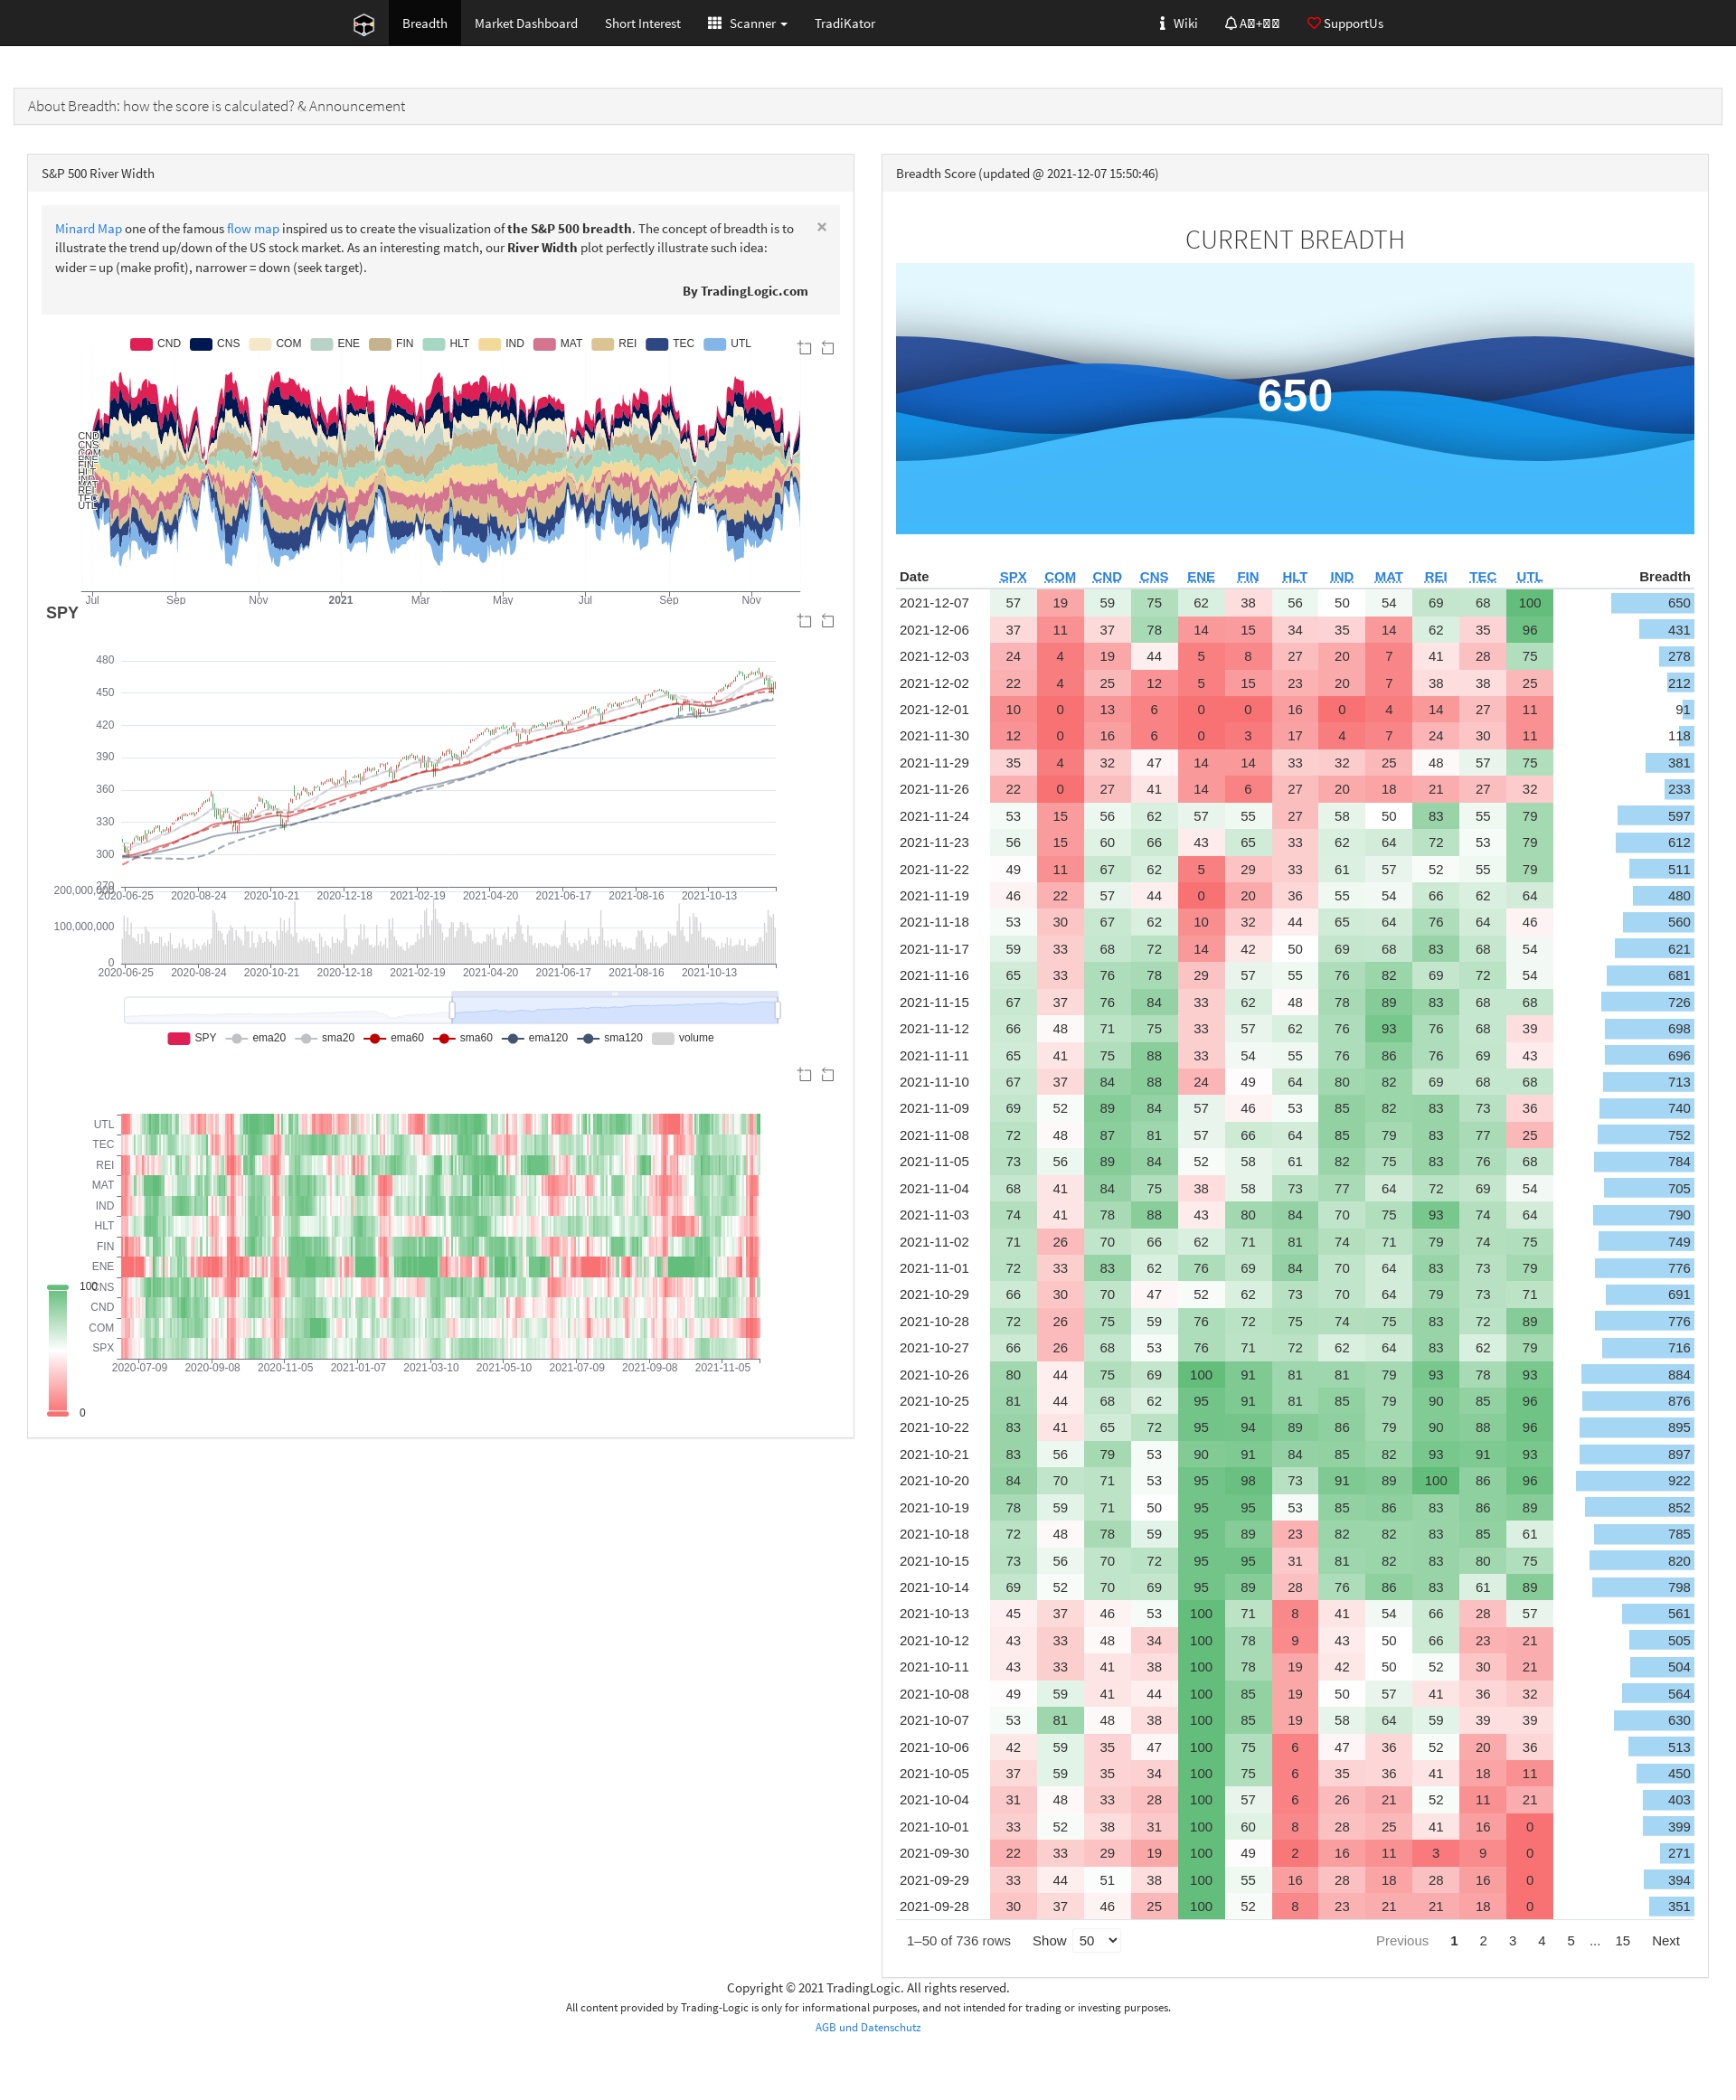 Breadth Market Dashboard Short Interest Scanner TradiKator Wiki SupportUs
About Breadth: how the score is calculated? & Announcement
S&P 500 River Width
Minard Map one of the famous flow map inspired us to create the visualization of the S&P 500 breadth. The concept of breadth is to
illustrate the trend up/down of the US stock market. As an interesting match, our River Width plot perfectly illustrate such idea:
wider = up (make profit), narrower = down (seek target).
×
By TradingLogic.com
CND CNS COM ENE FIN HLT IND MAT REI TEC UTL
CND
CNS
COM
ENE
FIN
HLT
IND
MAT
REI
TEC
UTL
Jul Sep Nov 2021 Mar May Jul Sep Nov
SPY
480
450
420
390
360
330
300
270
2020-06-25 2020-08-24 2020-10-21 2020-12-18 2021-02-19 2021-04-20 2021-06-17 2021-08-16 2021-10-13
200,000,000
100,000,000
0
2020-06-25 2020-08-24 2020-10-21 2020-12-18 2021-02-19 2021-04-20 2021-06-17 2021-08-16 2021-10-13
SPY ema20 sma20 ema60 sma60 ema120 sma120 volume
UTL
TEC
REI
MAT
IND
HLT
FIN
ENE
CNS
CND
COM
SPX
2020-07-09 2020-09-08 2020-11-05 2021-01-07 2021-03-10 2021-05-10 2021-07-09 2021-09-08 2021-11-05
100
0
Breadth Score (updated @ 2021-12-07 15:50:46)
CURRENT BREADTH
650
Date SPX COM CND CNS ENE FIN HLT IND MAT REI TEC UTL Breadth
2021-12-07 57 19 59 75 62 38 56 50 54 69 68 100 650
2021-12-06 37 11 37 78 14 15 34 35 14 62 35 96 431
2021-12-03 24 4 19 44 5 8 27 20 7 41 28 75 278
2021-12-02 22 4 25 12 5 15 23 20 7 38 38 25 212
2021-12-01 10 0 13 6 0 0 16 0 4 14 27 11 91
2021-11-30 12 0 16 6 0 3 17 4 7 24 30 11 118
2021-11-29 35 4 32 47 14 14 33 32 25 48 57 75 381
2021-11-26 22 0 27 41 14 6 27 20 18 21 27 32 233
2021-11-24 53 15 56 62 57 55 27 58 50 83 55 79 597
2021-11-23 56 15 60 66 43 65 33 62 64 72 53 79 612
2021-11-22 49 11 67 62 5 29 33 61 57 52 55 79 511
2021-11-19 46 22 57 44 0 20 36 55 54 66 62 64 480
2021-11-18 53 30 67 62 10 32 44 65 64 76 64 46 560
2021-11-17 59 33 68 72 14 42 50 69 68 83 68 54 621
2021-11-16 65 33 76 78 29 57 55 76 82 69 72 54 681
2021-11-15 67 37 76 84 33 62 48 78 89 83 68 68 726
2021-11-12 66 48 71 75 33 57 62 76 93 76 68 39 698
2021-11-11 65 41 75 88 33 54 55 76 86 76 69 43 696
2021-11-10 67 37 84 88 24 49 64 80 82 69 68 68 713
2021-11-09 69 52 89 84 57 46 53 85 82 83 73 36 740
2021-11-08 72 48 87 81 57 66 64 85 79 83 77 25 752
2021-11-05 73 56 89 84 52 58 61 82 75 83 76 68 784
2021-11-04 68 41 84 75 38 58 73 77 64 72 69 54 705
2021-11-03 74 41 78 88 43 80 84 70 75 93 74 64 790
2021-11-02 71 26 70 66 62 71 81 74 71 79 74 75 749
2021-11-01 72 33 83 62 76 69 84 70 64 83 73 79 776
2021-10-29 66 30 70 47 52 62 73 70 64 79 73 71 691
2021-10-28 72 26 75 59 76 72 75 74 75 83 72 89 776
2021-10-27 66 26 68 53 76 71 72 62 64 83 62 79 716
2021-10-26 80 44 75 69 100 91 81 81 79 93 78 93 884
2021-10-25 81 44 68 62 95 91 81 85 79 90 85 96 876
2021-10-22 83 41 65 72 95 94 89 86 79 90 88 96 895
2021-10-21 83 56 79 53 90 91 84 85 82 93 91 93 897
2021-10-20 84 70 71 53 95 98 73 91 89 100 86 96 922
2021-10-19 78 59 71 50 95 95 53 85 86 83 86 89 852
2021-10-18 72 48 78 59 95 89 23 82 82 83 85 61 785
2021-10-15 73 56 70 72 95 95 31 81 82 83 80 75 820
2021-10-14 69 52 70 69 95 89 28 76 86 83 61 89 798
2021-10-13 45 37 46 53 100 71 8 41 54 66 28 57 561
2021-10-12 43 33 48 34 100 78 9 43 50 66 23 21 505
2021-10-11 43 33 41 38 100 78 19 42 50 52 30 21 504
2021-10-08 49 59 41 44 100 85 19 50 57 41 36 32 564
2021-10-07 53 81 48 38 100 85 19 58 64 59 39 39 630
2021-10-06 42 59 35 47 100 75 6 47 36 52 20 36 513
2021-10-05 37 59 35 34 100 75 6 35 36 41 18 11 450
2021-10-04 31 48 33 28 100 57 6 26 21 52 11 21 403
2021-10-01 33 52 38 31 100 60 8 28 25 41 16 0 399
2021-09-30 22 33 29 19 100 49 2 16 11 3 9 0 271
2021-09-29 33 44 51 38 100 55 16 28 18 28 16 0 394
2021-09-28 30 37 46 25 100 52 8 23 21 21 18 0 351
1–50 of 736 rows Show 50 Previous 1 2 3 4 5 ... 15 Next
Copyright © 2021 TradingLogic. All rights reserved.
All content provided by Trading-Logic is only for informational purposes, and not intended for trading or investing purposes.
AGB und Datenschutz